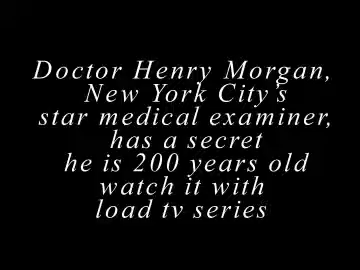 Doctor Henry Morgan,
New York City's
star medical examiner,
has a secret
he is 200 years old
watch it with
load tv series